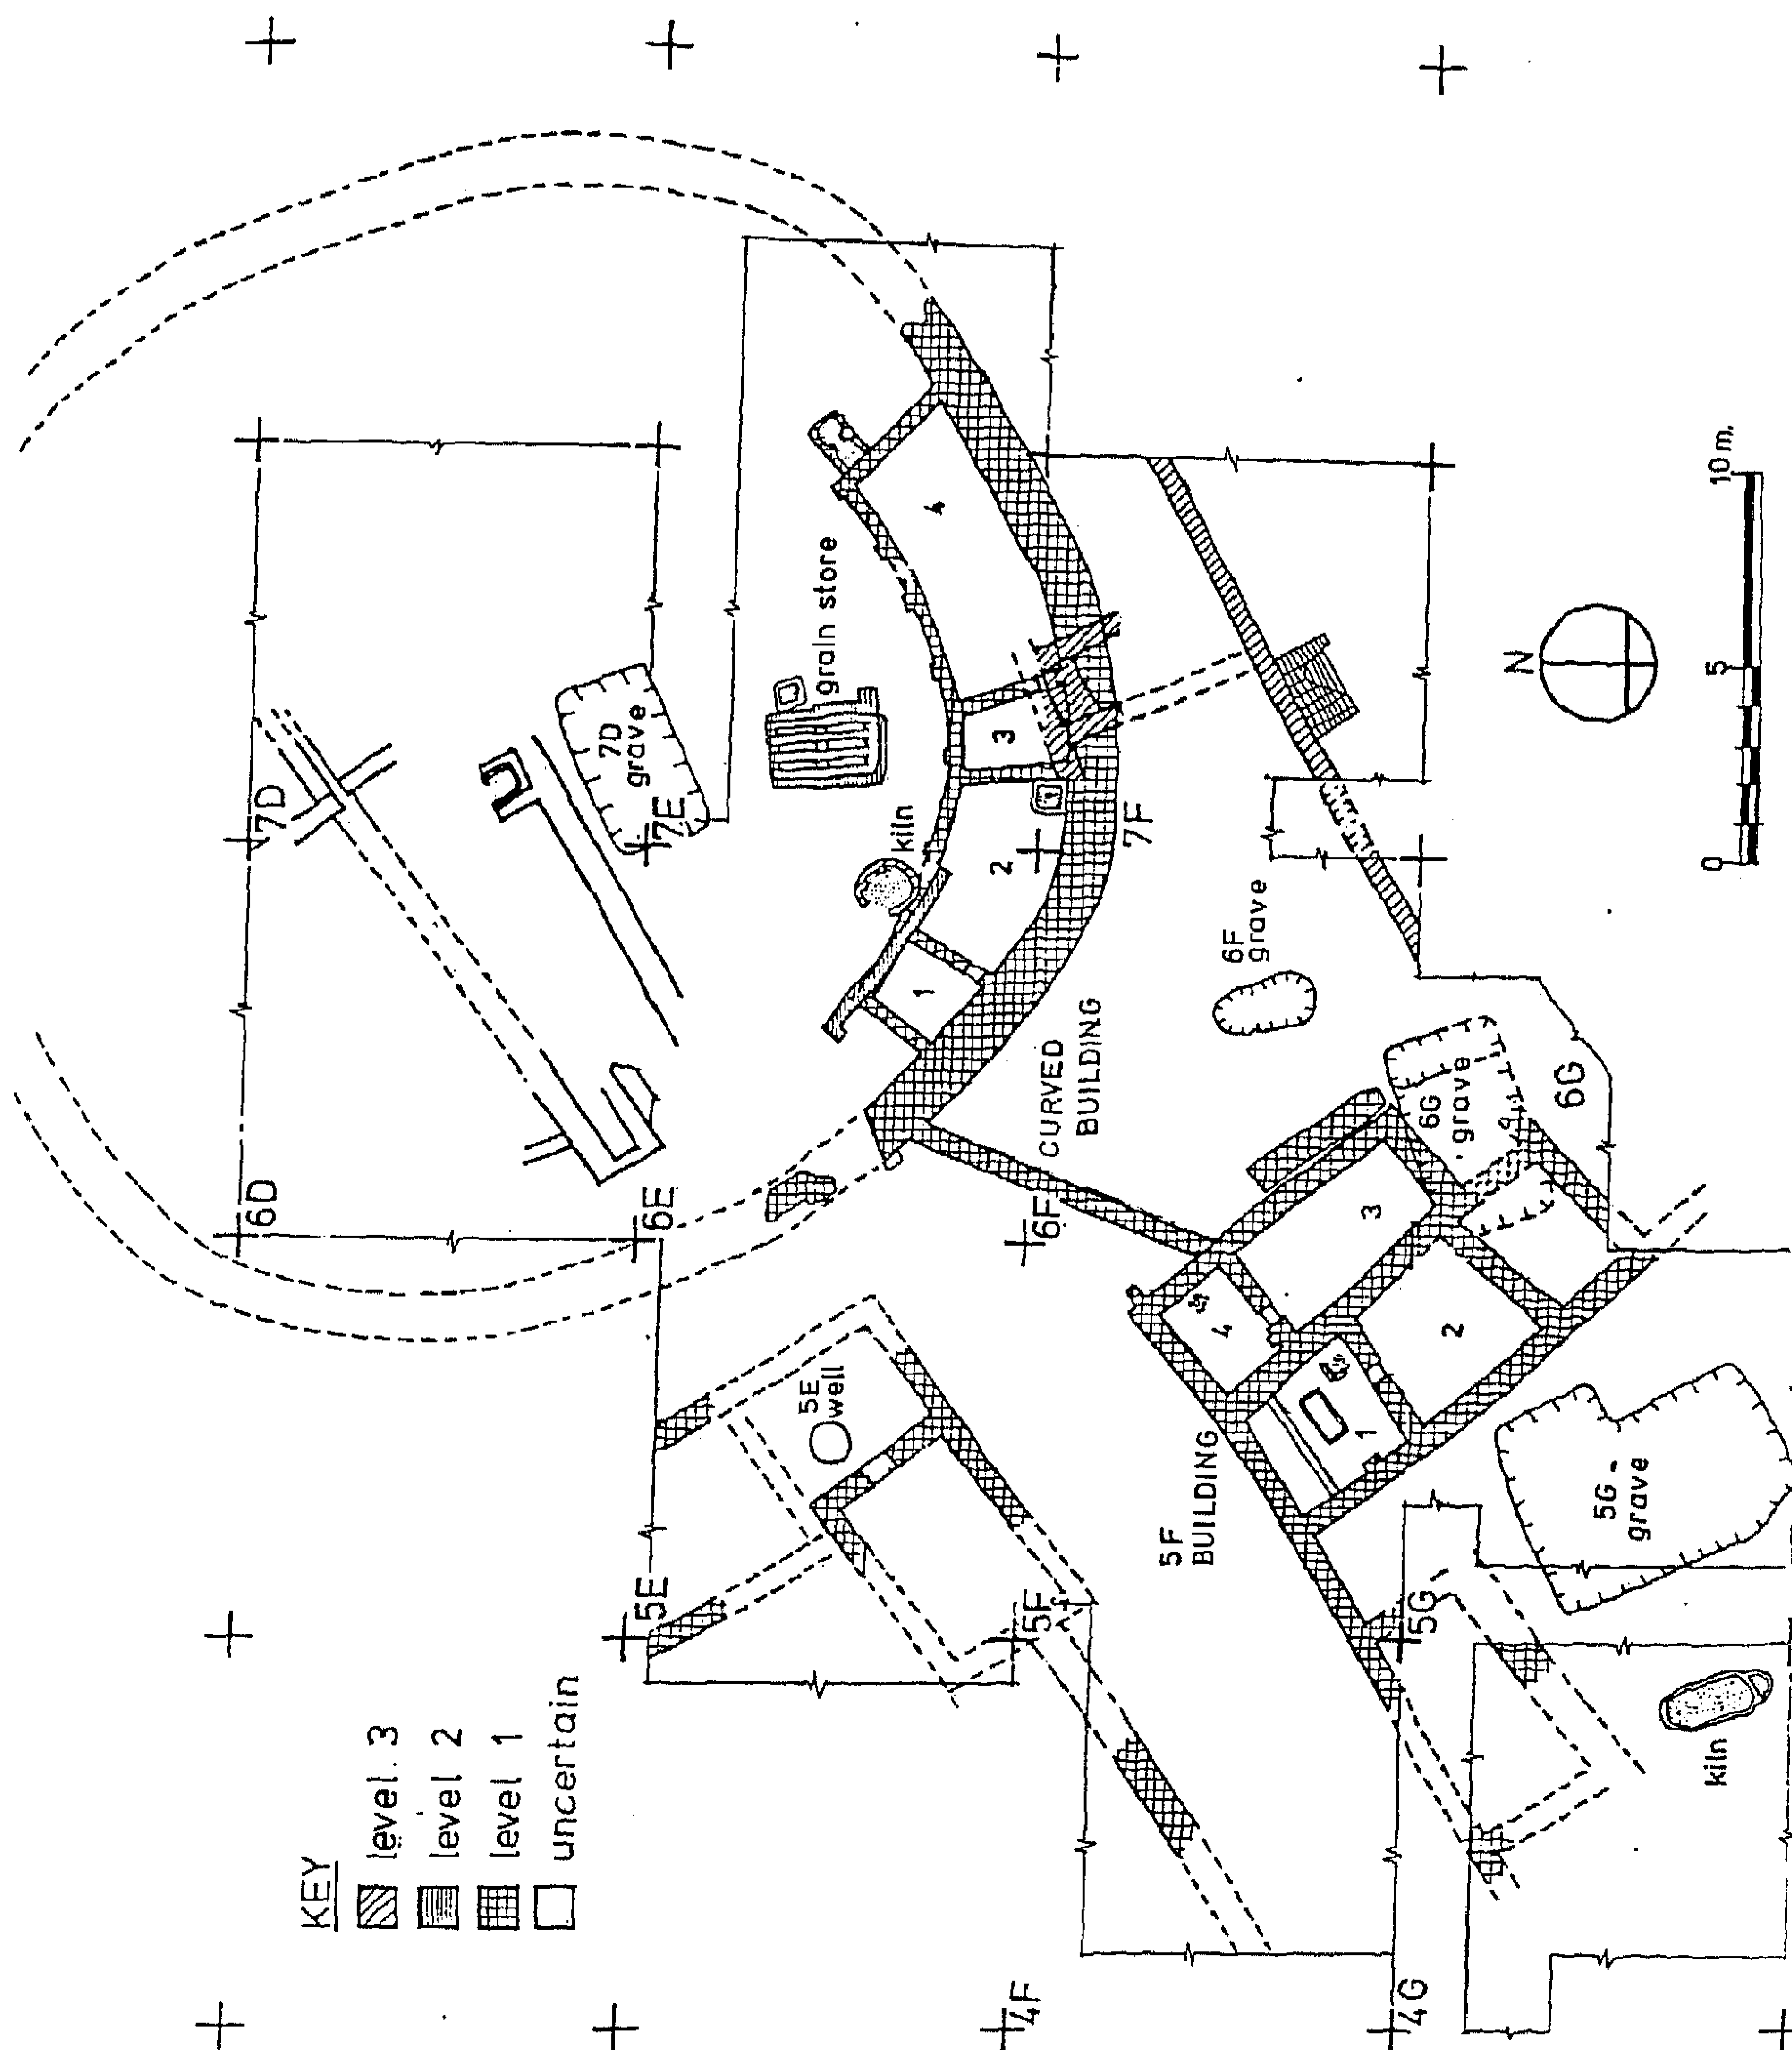 KEY
level 3
level 2
level 1
uncertain
7D
7D
grave
7E
grain store
kiln
4
3
2
1
7F
6D
6E
6F
CURVED
BUILDING
6F
grave
6G
grave
6G
5E
5E
well
5F
5F
BUILDING
4
3
2
1
5G
5G
grave
kiln
4F
4G
N
0
5
10m.